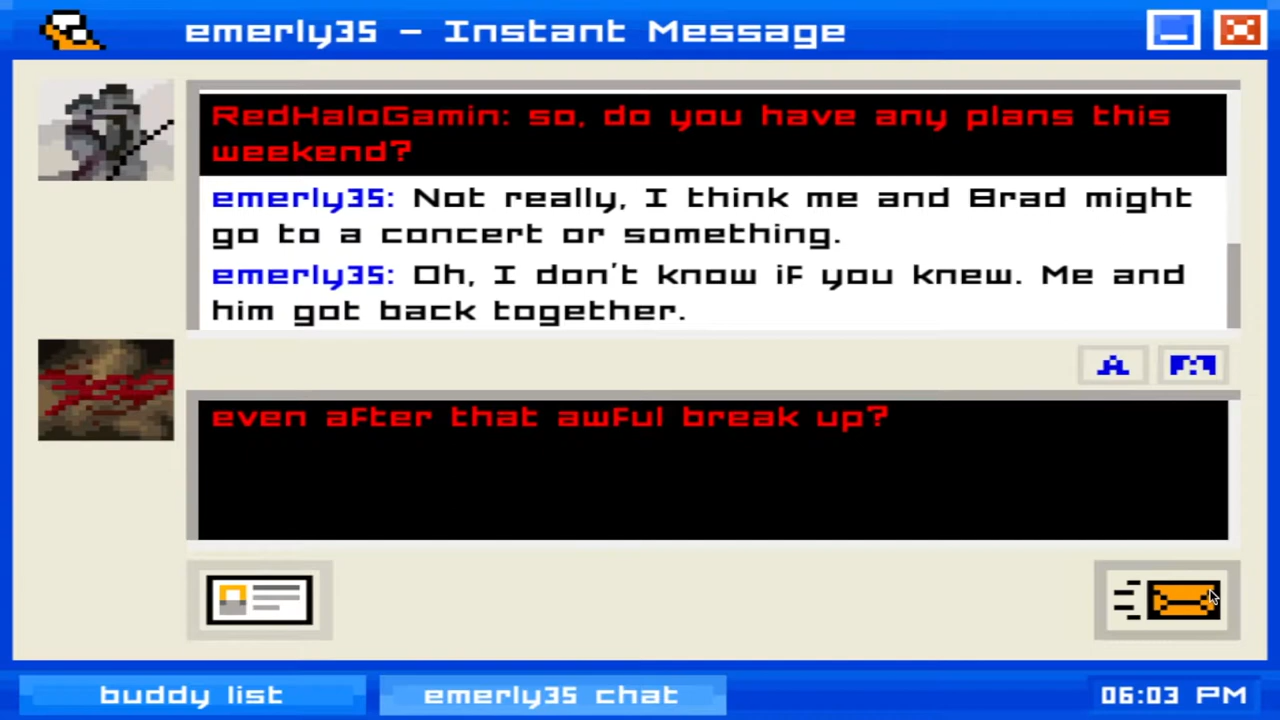 emerly35 - Instant Message
RedHaloGamin: so, do you have any plans this
weekend?
emerly35: Not really, I think me and Brad might
go to a concert or something.
emerly35: Oh, I don't know if you knew. Me and
him got back together.
A
even after that awful break up?
buddy list
emerly35 chat
06:03 PM